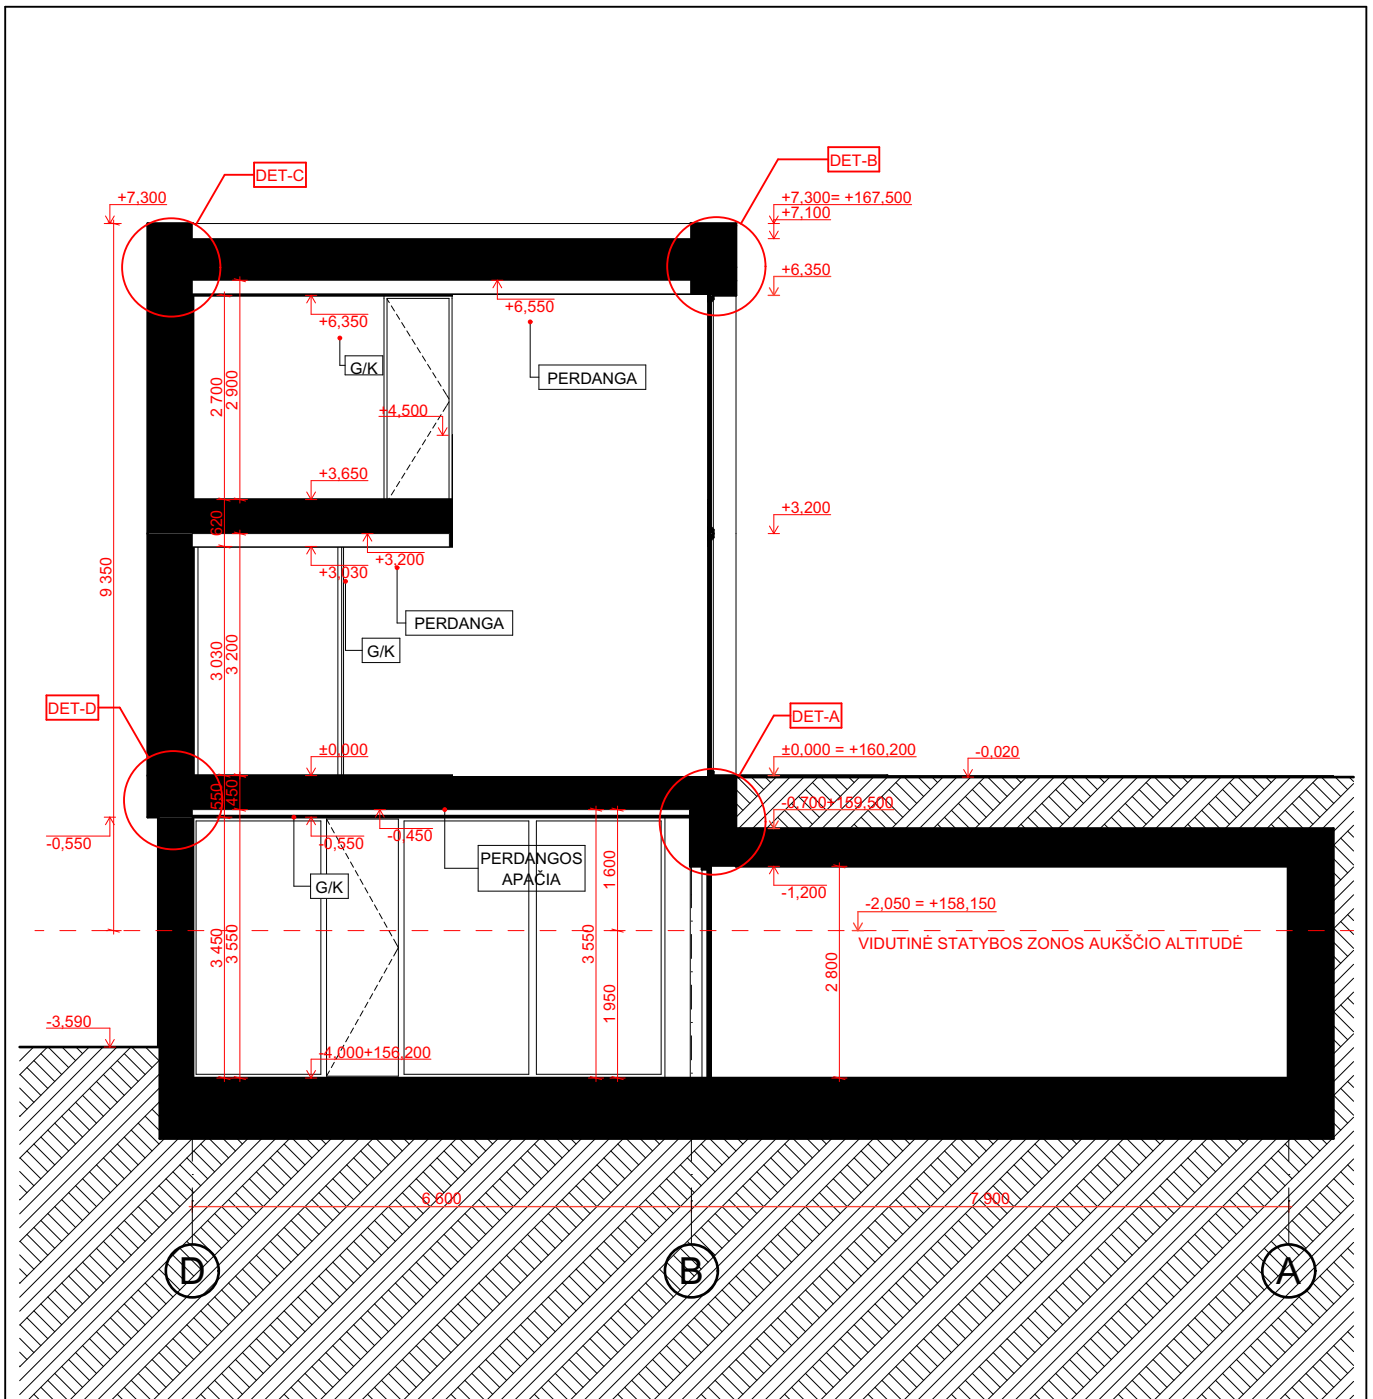 DET-C
DET-B
+7,300
+7,300= +167,500
+7,100
+6,350
+6,550
+6,350
G/K
PERDANGA
2 700
2 900
+4,500
+3,650
620
+3,200
+3,200
+3,030
9 350
PERDANGA
G/K
3 030
3 200
DET-D
DET-A
±0,000
±0,000 = +160,200
-0,020
550
450
-0,700+159,500
-0,550
-0,550
-0,450
PERDANGOS
APAČIA
G/K
1 600
-1,200
-2,050 = +158,150
VIDUTINĖ STATYBOS ZONOS AUKŠČIO ALTITUDĖ
3 450
3 550
3 550
2 800
1 950
-3,590
-4,000+156,200
6 600
7 900
D
B
A